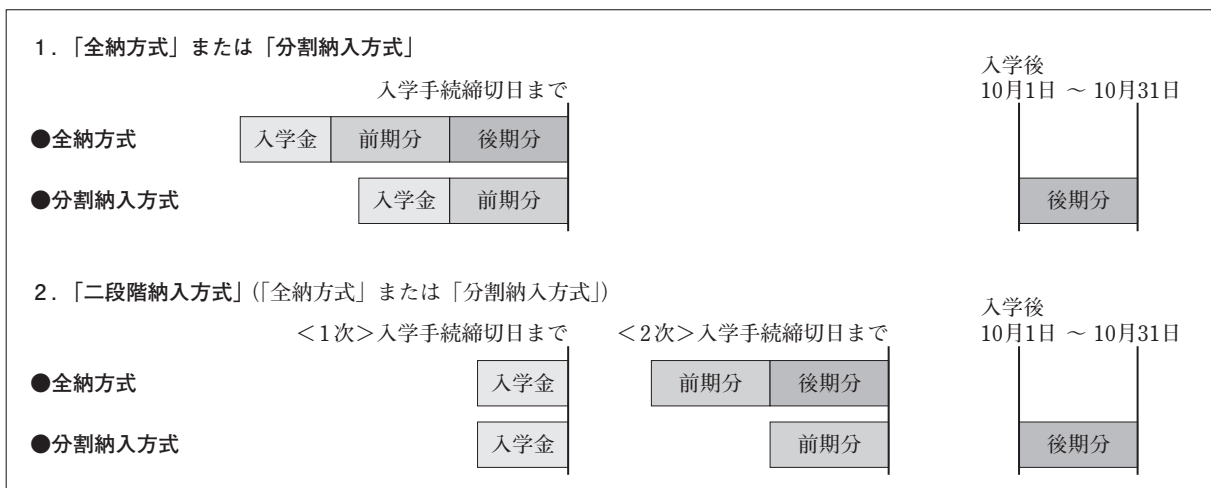 1．「全納方式」または「分割納入方式」
入学手続締切日まで
入学後
10月1日 ～ 10月31日
●全納方式
入学金 前期分 後期分
●分割納入方式
入学金 前期分 後期分
2．「二段階納入方式」(「全納方式」または「分割納入方式」)
＜1次＞入学手続締切日まで ＜2次＞入学手続締切日まで
入学後
10月1日 ～ 10月31日
●全納方式
入学金 前期分 後期分
●分割納入方式
入学金 前期分 後期分